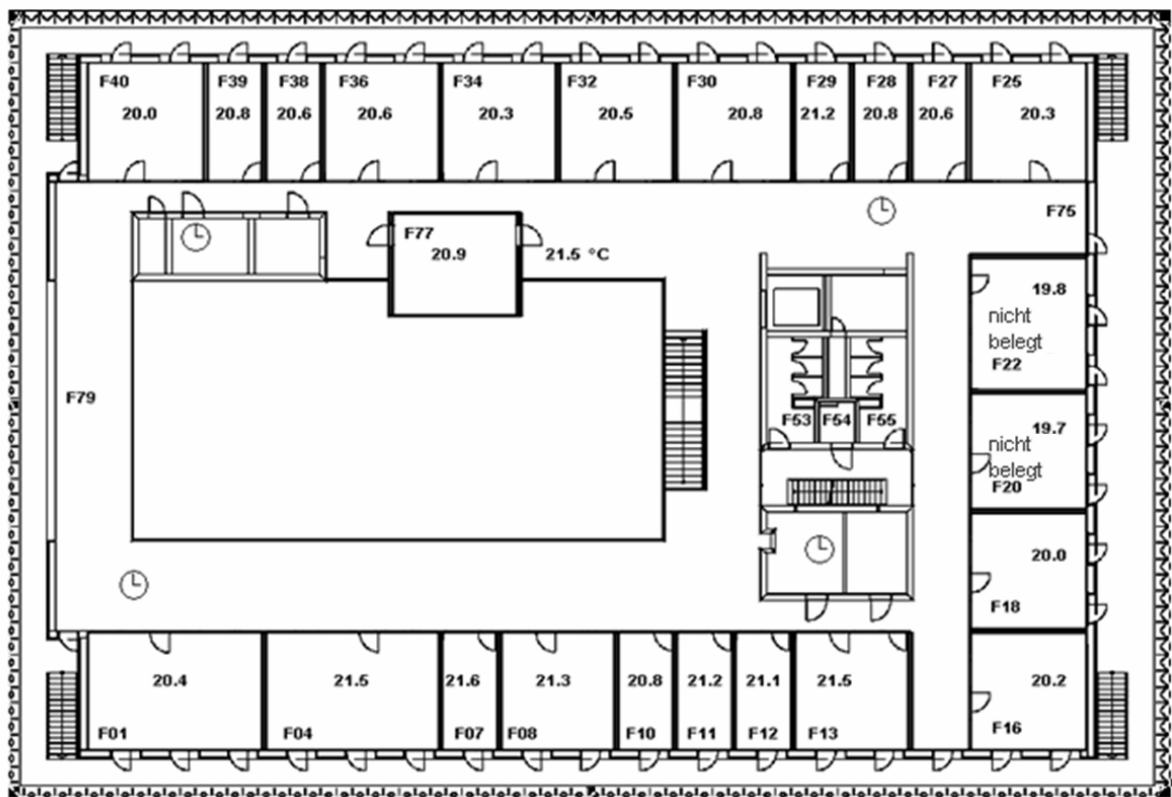 F40 F39 F38 F36 F34 F32 F30 F29 F28 F27 F25
20.0 20.8 20.6 20.6 20.3 20.5 20.8 21.2 20.8 20.6 20.3
F75
F77
20.9 21.5 °C
19.8
nicht
belegt
F22
F79
F53 F54 F55
19.7
nicht
belegt
F20
20.0
F18
20.4 21.5 21.6 21.3 20.8 21.2 21.1 21.5 20.2
F01 F04 F07 F08 F10 F11 F12 F13 F16